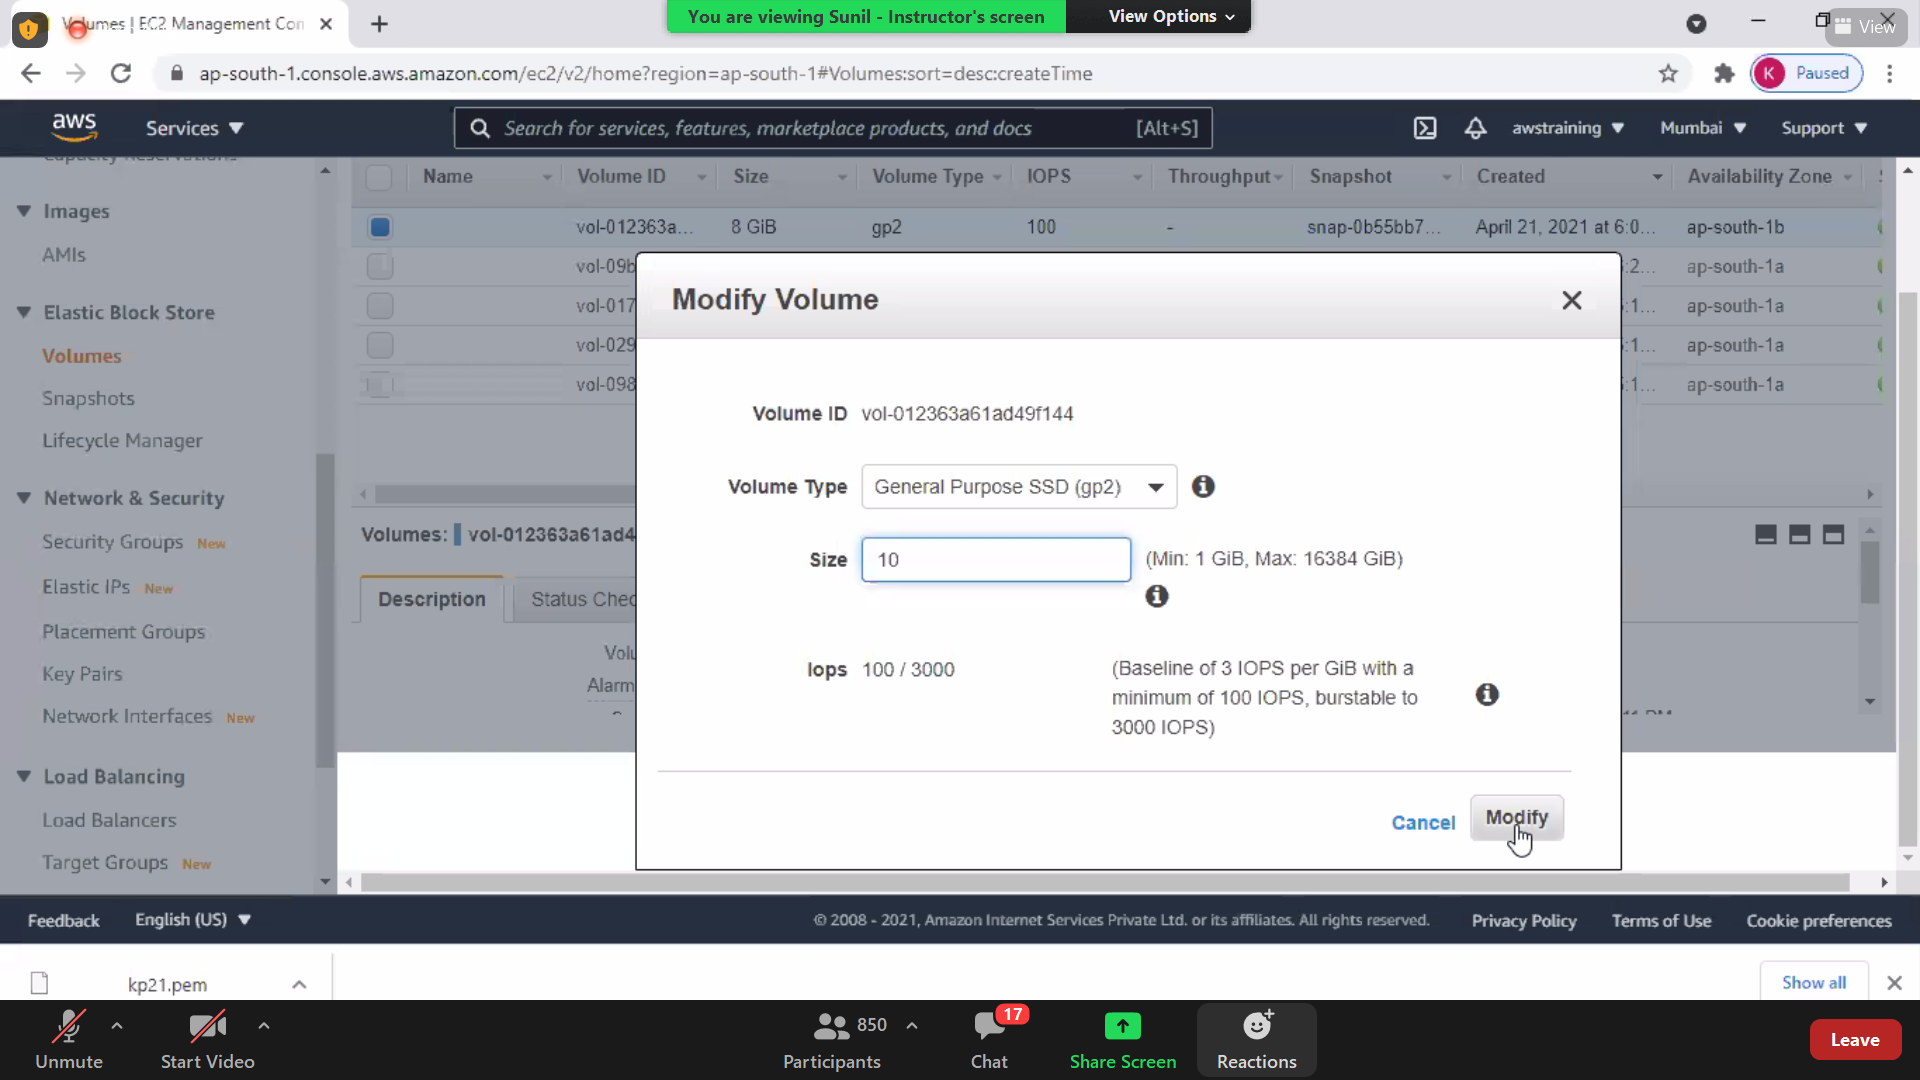 You are viewing Sunil - Instructor's screen
View Options
Volumes | EC2 Management Con
View
ap-south-1.console.aws.amazon.com/ec2/v2/home?region=ap-south-1#Volumes:sort=desc:createTime
K
Paused
aws
Services
Search for services, features, marketplace products, and docs
[Alt+S]
awstraining
Mumbai
Support
Capacity Reservations
Images
AMIs
Elastic Block Store
Volumes
Snapshots
Lifecycle Manager
Network & Security
Security Groups New
Elastic IPs New
Placement Groups
Key Pairs
Network Interfaces New
Load Balancing
Load Balancers
Target Groups New
Name Volume ID Size Volume Type IOPS Throughput Snapshot Created Availability Zone
vol-012363a... 8 GiB gp2 100 - snap-0b55bb7... April 21, 2021 at 6:0... ap-south-1b
vol-09b :2... ap-south-1a
vol-017 :1... ap-south-1a
vol-029 :1... ap-south-1a
vol-098 :1... ap-south-1a
Volumes: vol-012363a61ad4
Description
Status Chec
Volu
Alarm
Modify Volume
Volume ID vol-012363a61ad49f144
Volume Type General Purpose SSD (gp2)
Size 10 (Min: 1 GiB, Max: 16384 GiB)
Iops 100 / 3000 (Baseline of 3 IOPS per GiB with a
minimum of 100 IOPS, burstable to
3000 IOPS)
Cancel
Modify
Feedback
English (US)
© 2008 - 2021, Amazon Internet Services Private Ltd. or its affiliates. All rights reserved.
Privacy Policy
Terms of Use
Cookie preferences
kp21.pem
Show all
Unmute
Start Video
850
Participants
17
Chat
Share Screen
Reactions
Leave